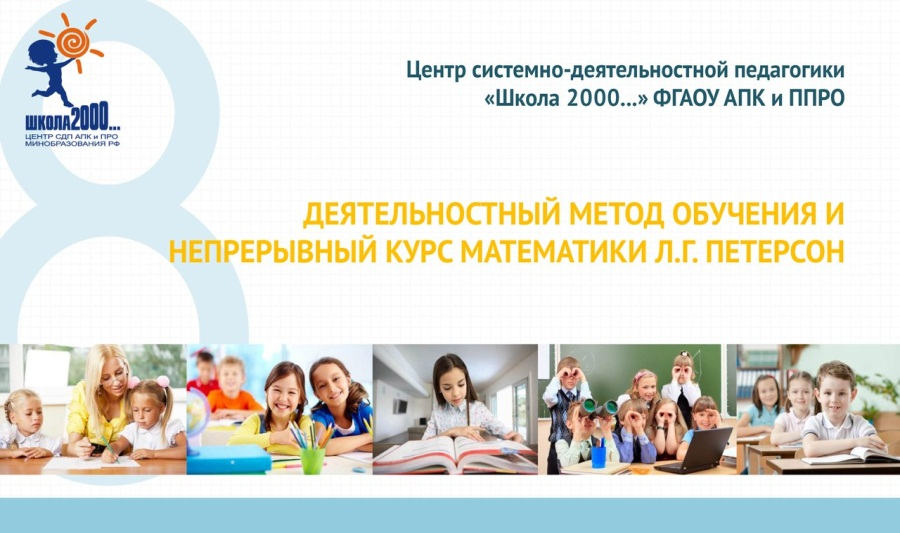 ШКОЛА2000...
ЦЕНТР СДП АПК и ПРО
МИНОБРАЗОВАНИЯ РФ
Центр системно-деятельностной педагогики
«Школа 2000...» ФГАОУ АПК и ППРО
ДЕЯТЕЛЬНОСТНЫЙ МЕТОД ОБУЧЕНИЯ И
НЕПРЕРЫВНЫЙ КУРС МАТЕМАТИКИ Л.Г. ПЕТЕРСОН